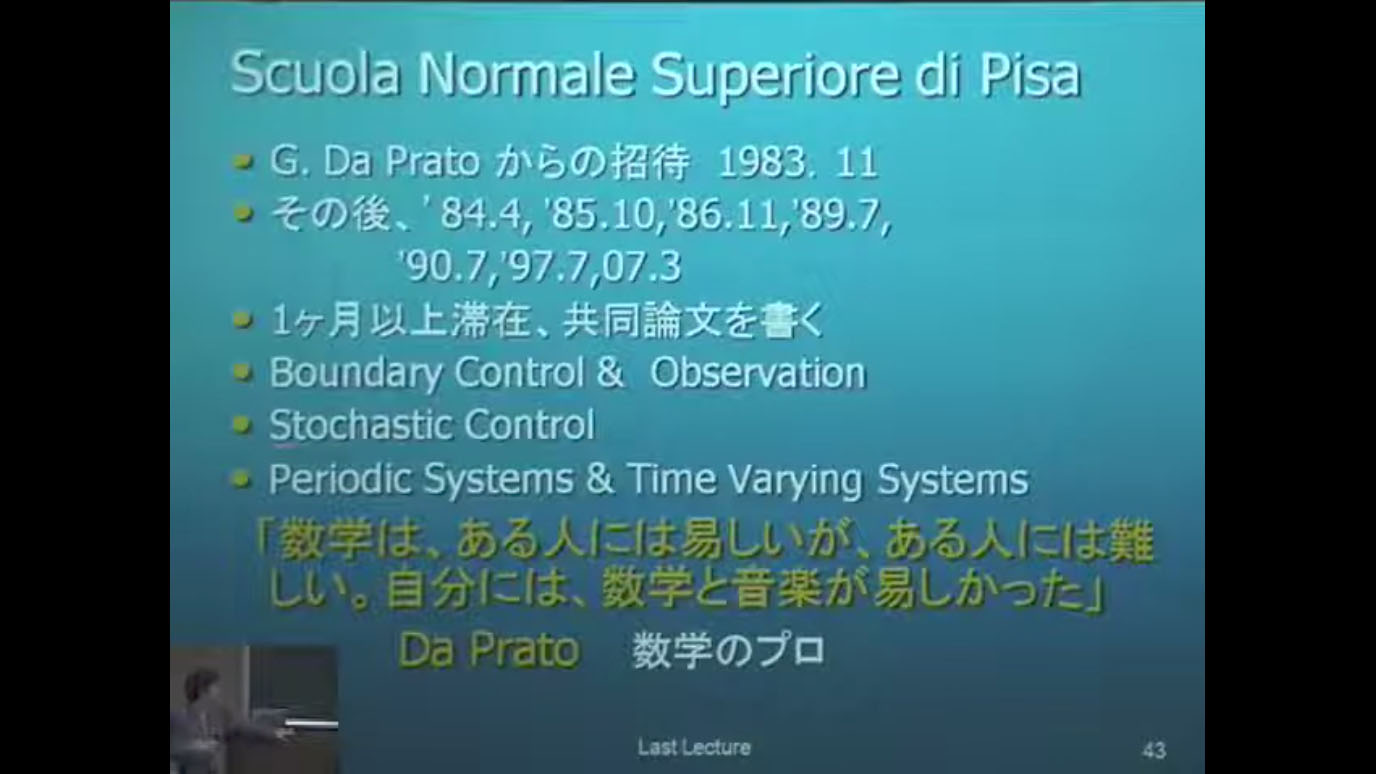 Scuola Normale Superiore di Pisa
G. Da Prato からの招待 1983. 11
その後、' 84.4, '85.10,'86.11,'89.7,
'90.7,'97.7,07.3
1ヶ月以上滞在、共同論文を書く
Boundary Control & Observation
Stochastic Control
Periodic Systems & Time Varying Systems
「数学は、ある人には易しいが、ある人には難
しい。自分には、数学と音楽が易しかった」
Da Prato 数学のプロ
Last Lecture
43